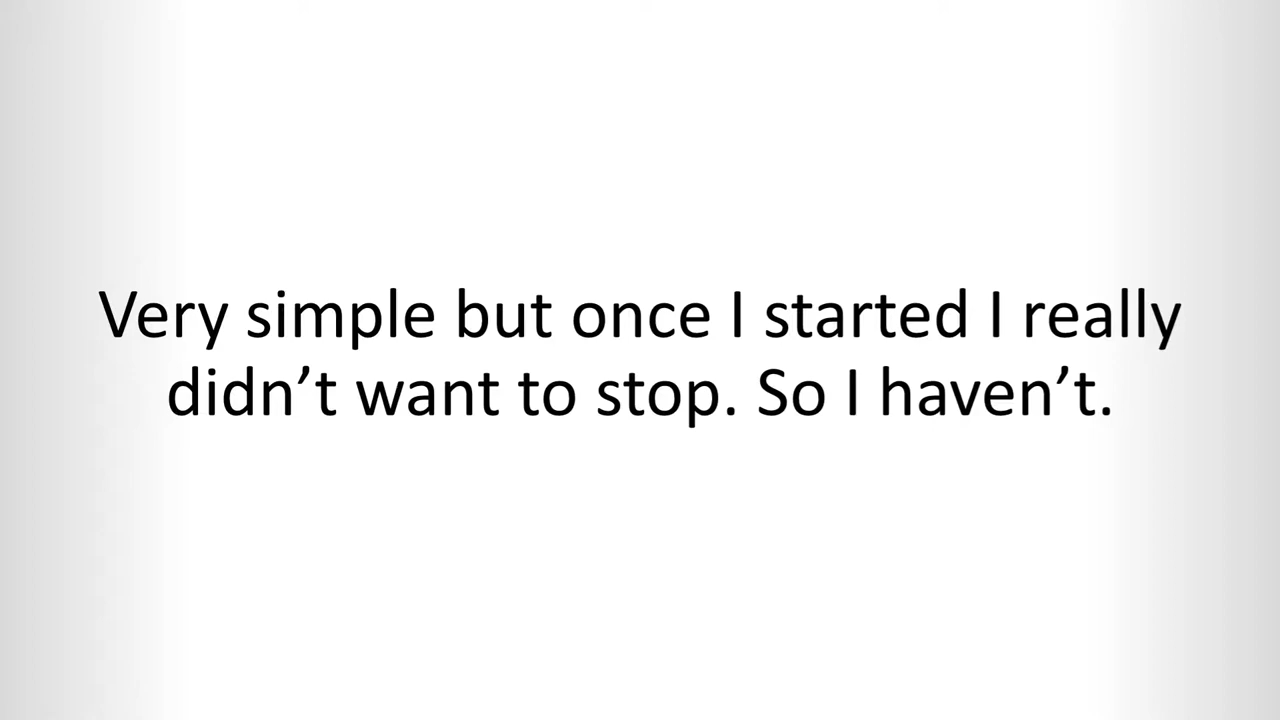 Very simple but once I started I really
didn’t want to stop. So I haven’t.